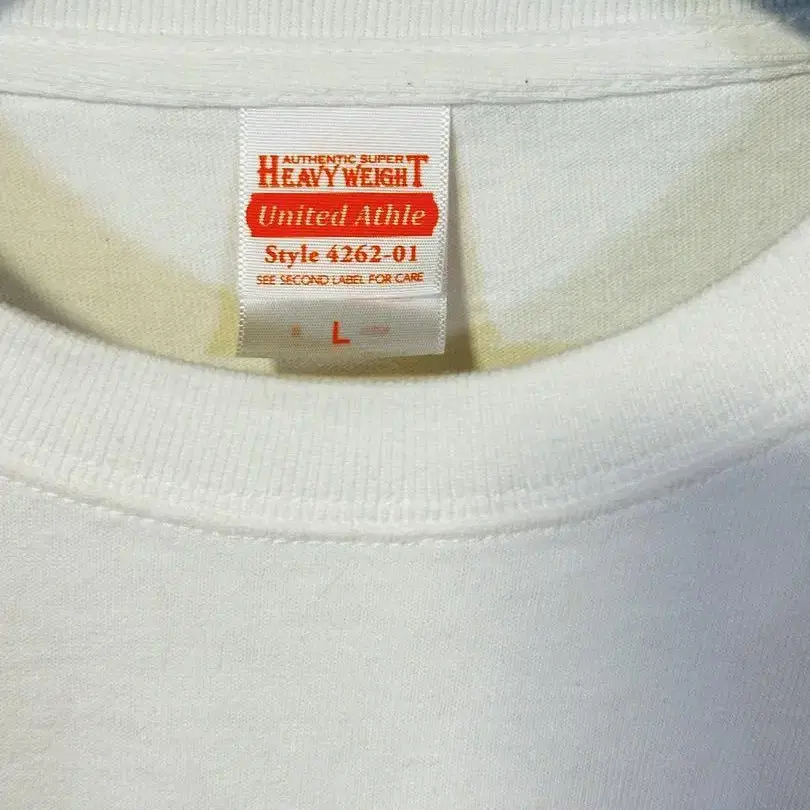 AUTHENTIC SUPER
HEAVYWEIGHT
United Athle
Style 4262-01
SEE SECOND LABEL FOR CARE
L